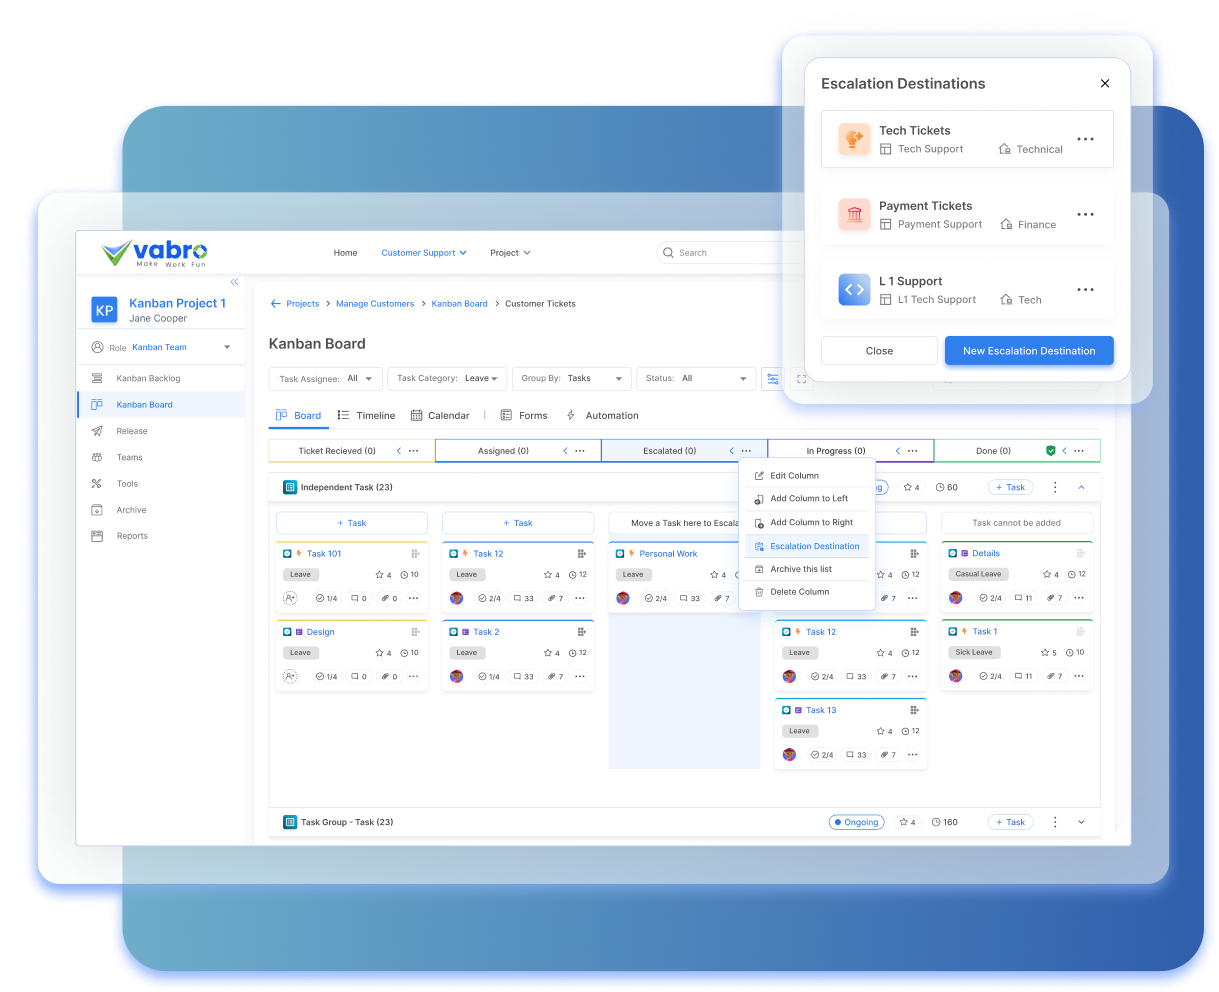 Escalation Destinations
Tech Tickets
Tech Support Technical
Payment Tickets
Payment Support Finance
L 1 Support
L1 Tech Support Tech
Close New Escalation Destination
vabro
Make Work Fun
Home Customer Support Project Search
KP Kanban Project 1
Jane Cooper
Role Kanban Team
Kanban Backlog
Kanban Board
Release
Teams
Tools
Archive
Reports
Projects > Manage Customers > Kanban Board > Customer Tickets
Kanban Board
Task Assignee: All Task Category: Leave Group By: Tasks Status: All
Board Timeline Calendar | Forms Automation
Ticket Recieved (0) Assigned (0) Escalated (0) In Progress (0) Done (0)
Edit Column
Add Column to Left
Add Column to Right
Escalation Destination
Archive this list
Delete Column
Independent Task (23) 4 60 + Task
+ Task + Task Move a Task here to Escala Task cannot be added
Task 101 Task 12 Personal Work Details
Leave 4 10 Leave 4 12 Leave 4 4 12 Casual Leave 4 12
1/4 0 0 2/4 33 7 2/4 33 7 7 2/4 11 7
Design Task 2 Task 12 Task 1
Leave 4 10 Leave 4 12 Leave 4 12 Sick Leave 5 10
1/4 0 0 1/4 33 7 2/4 33 7 2/4 11 7
Task 13
Leave 4 12
2/4 33 7
Task Group - Task (23) Ongoing 4 160 + Task